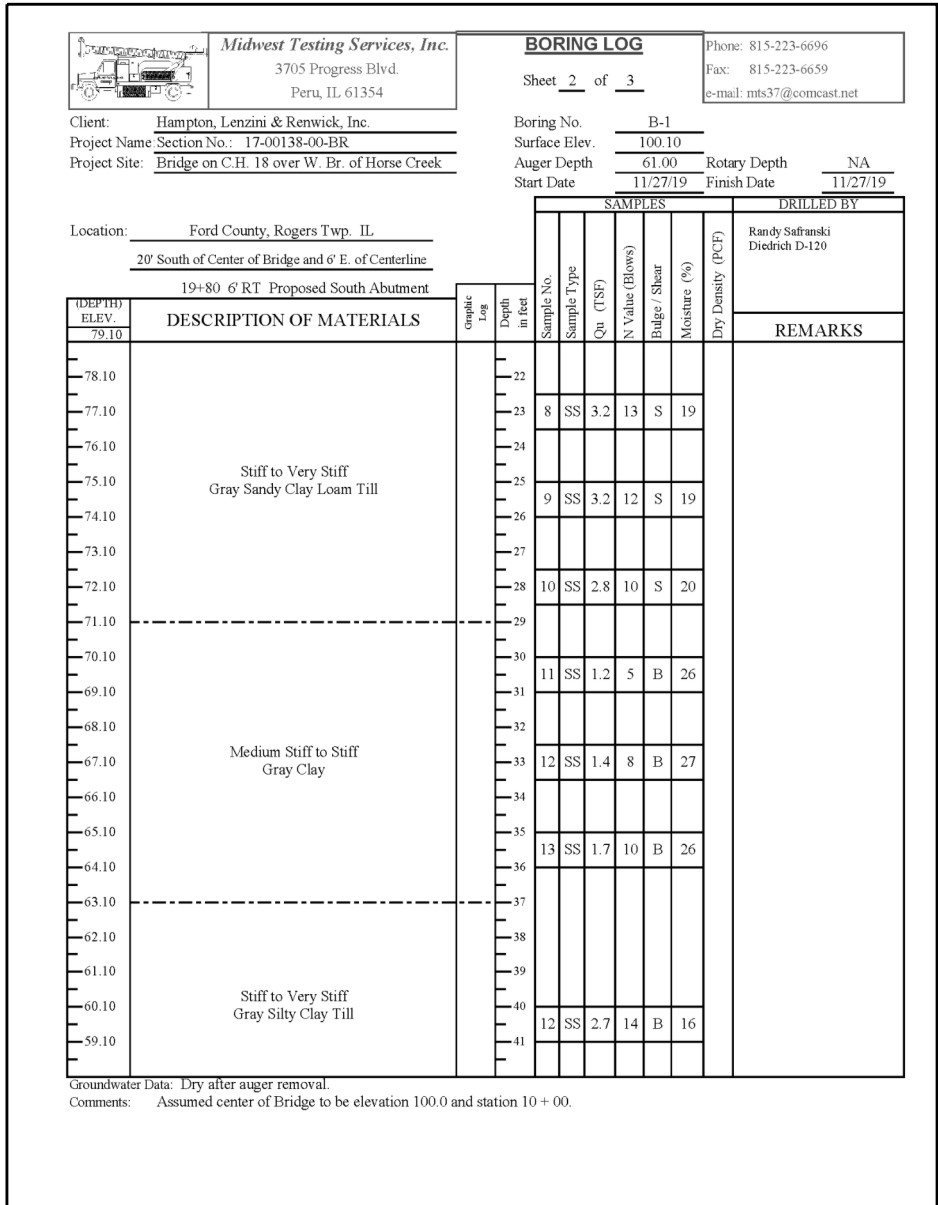 Midwest Testing Services, Inc.
3705 Progress Blvd.
Peru, IL 61354
BORING LOG
Sheet 2 of 3
Phone: 815-223-6696
Fax: 815-223-6659
e-mail: mts37@comcast.net
Client: Hampton, Lenzini & Renwick, Inc.
Project Name: Section No.: 17-00138-00-BR
Project Site: Bridge on C.H. 18 over W. Br. of Horse Creek
Boring No. B-1
Surface Elev. 100.10
Auger Depth 61.00 Rotary Depth NA
Start Date 11/27/19 Finish Date 11/27/19
Location: Ford County, Rogers Twp. IL
20' South of Center of Bridge and 6' E. of Centerline
19+80 6' RT Proposed South Abutment
SAMPLES
DRILLED BY
Randy Safranski
Diedrich D-120
(DEPTH)
ELEV.
79.10
DESCRIPTION OF MATERIALS
Graphic Log
Depth in feet
Sample No.
Sample Type
Qu (TSF)
N Value (Blows)
Bulge / Shear
Moisture (%)
Dry Density (PCF)
REMARKS
78.10 22
77.10 23 8 SS 3.2 13 S 19
76.10 24
Stiff to Very Stiff
75.10 25
Gray Sandy Clay Loam Till
9 SS 3.2 12 S 19
74.10 26
73.10 27
72.10 28 10 SS 2.8 10 S 20
71.10 29
70.10 30
11 SS 1.2 5 B 26
69.10 31
68.10 32
Medium Stiff to Stiff
67.10 33 12 SS 1.4 8 B 27
Gray Clay
66.10 34
65.10 35
13 SS 1.7 10 B 26
64.10 36
63.10 37
62.10 38
61.10 39
Stiff to Very Stiff
60.10 40
Gray Silty Clay Till
12 SS 2.7 14 B 16
59.10 41
Groundwater Data: Dry after auger removal.
Comments: Assumed center of Bridge to be elevation 100.0 and station 10 + 00.